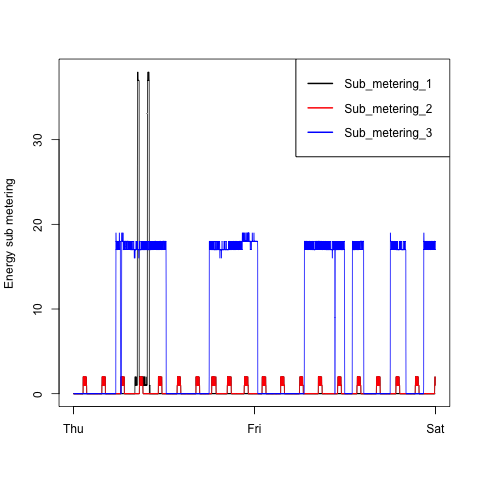 Sub_metering_1
Sub_metering_2
Sub_metering_3
Energy sub metering
30
20
10
0
Thu
Fri
Sat